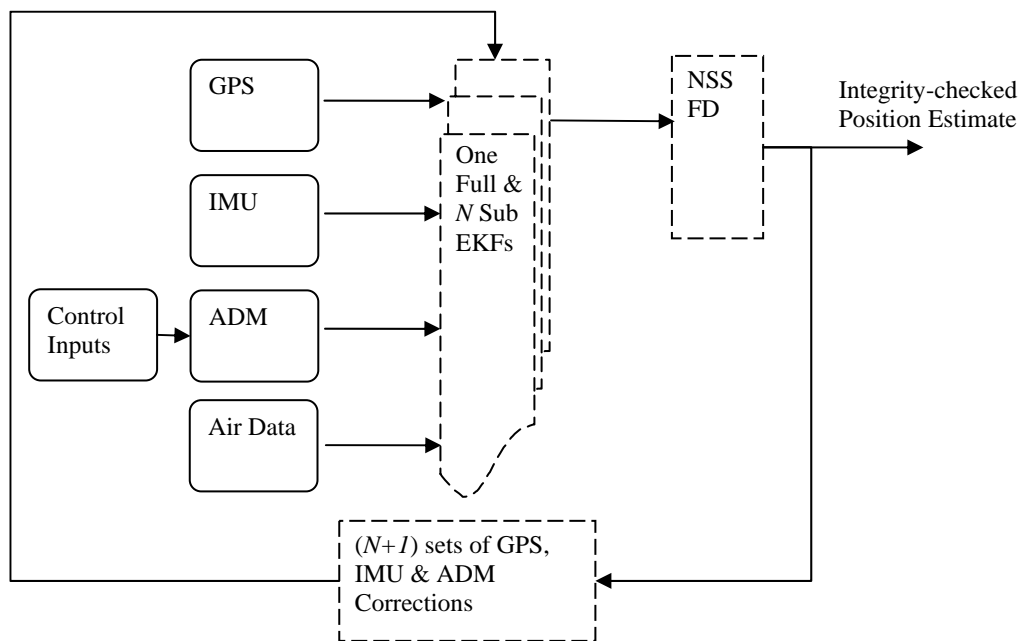 GPS
IMU
Control
Inputs
ADM
Air Data
One
Full &
N Sub
EKFs
NSS
FD
Integrity-checked
Position Estimate
(N+1) sets of GPS,
IMU & ADM
Corrections